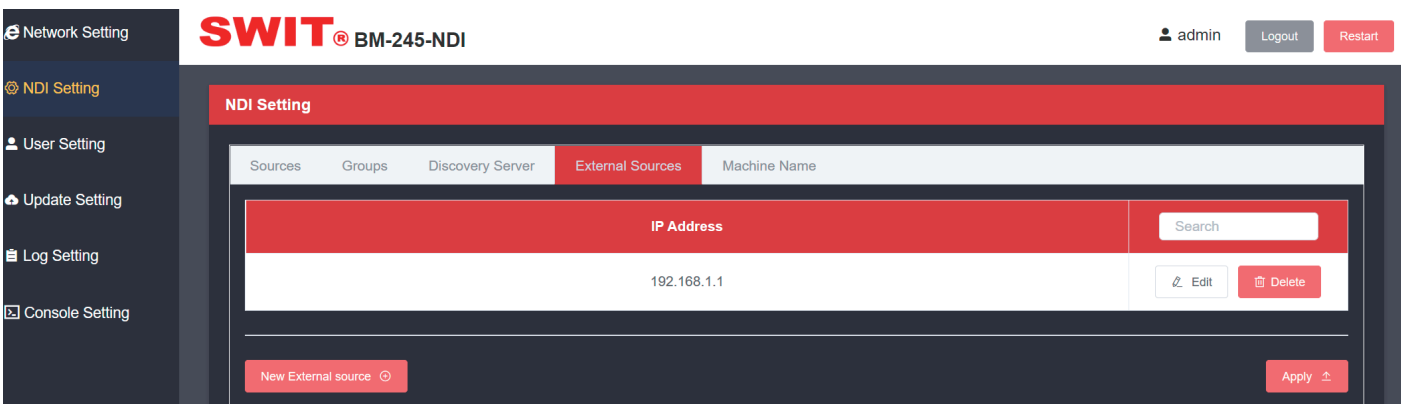 Network Setting
SWIT® BM-245-NDI
admin
Logout
Restart
NDI Setting
NDI Setting
User Setting
Sources Groups Discovery Server External Sources Machine Name
Update Setting
IP Address
Search
Log Setting
192.168.1.1
Edit
Delete
Console Setting
New External source
Apply